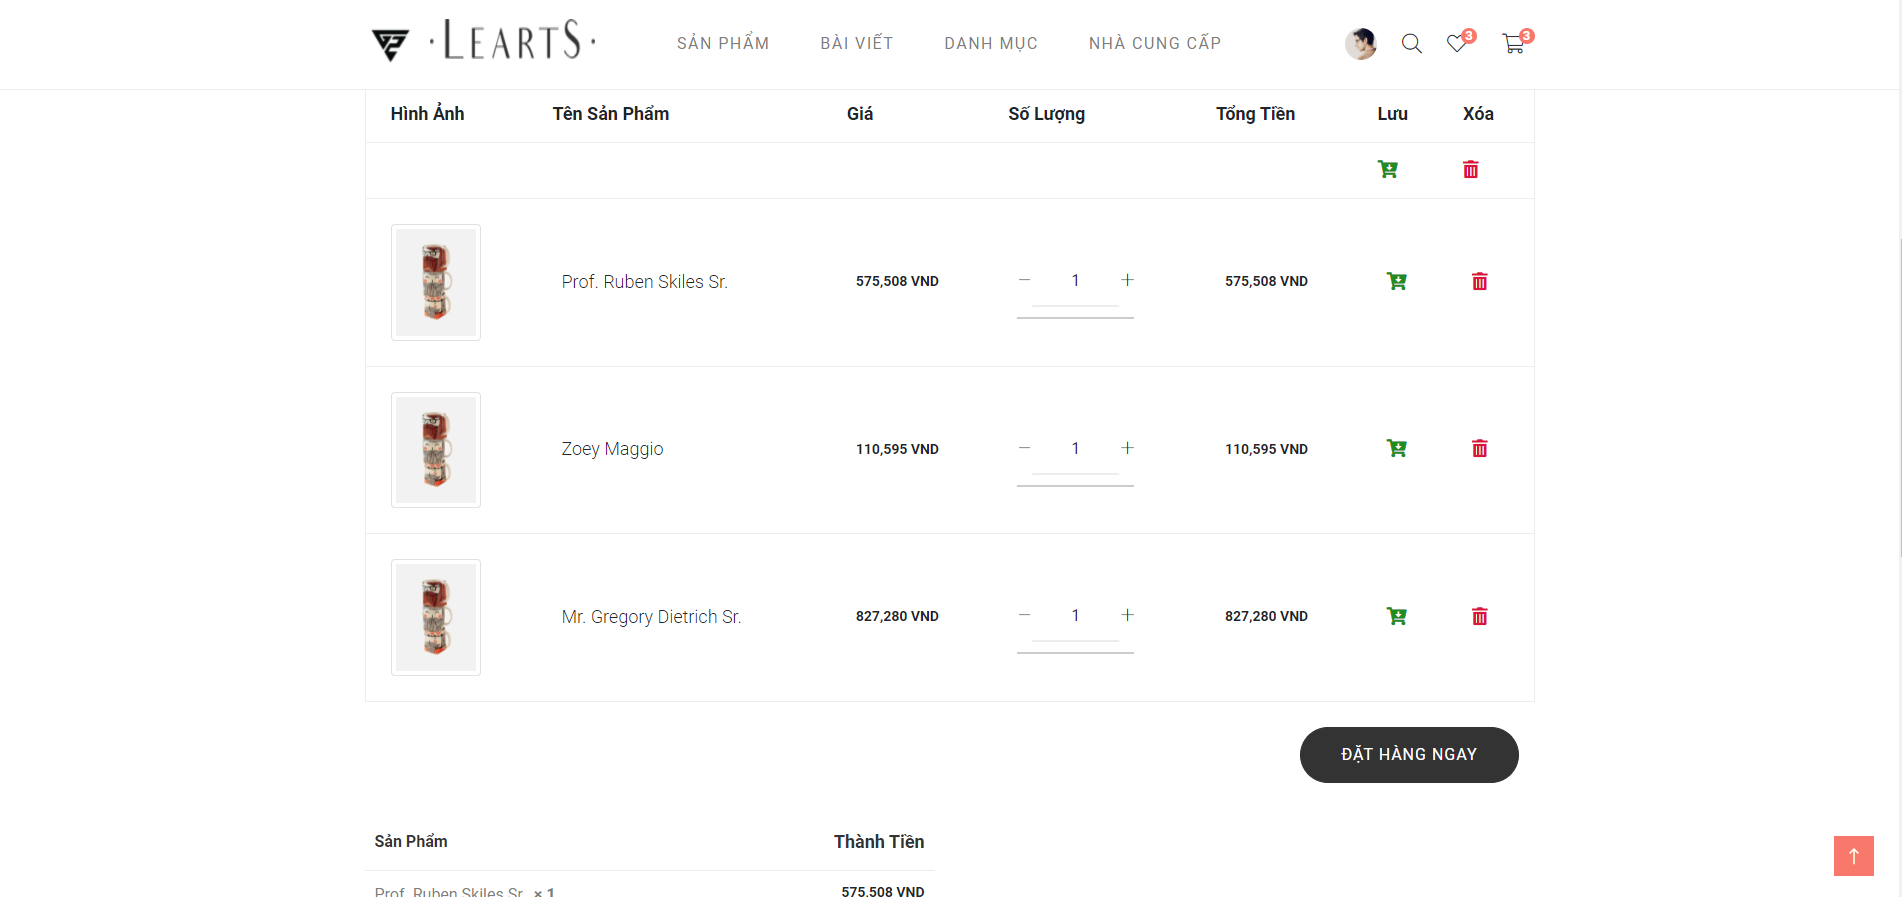 ·LEARTS·
SẢN PHẨM BÀI VIẾT DANH MỤC NHÀ CUNG CẤP 3 3
Hình Ảnh Tên Sản Phẩm Giá Số Lượng Tổng Tiền Lưu Xóa
Prof. Ruben Skiles Sr. 575,508 VND − 1 + 575,508 VND
Zoey Maggio 110,595 VND − 1 + 110,595 VND
Mr. Gregory Dietrich Sr. 827,280 VND − 1 + 827,280 VND
ĐẶT HÀNG NGAY
Sản Phẩm Thành Tiền
Prof. Ruben Skiles Sr. × 1 575,508 VND